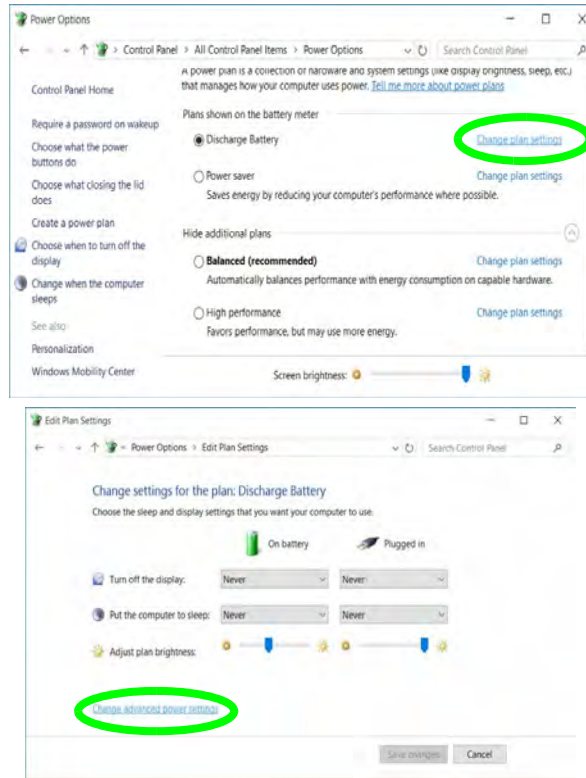 Power Options
Control Panel > All Control Panel Items > Power Options
Search Control Panel
Control Panel Home
Require a password on wakeup
Choose what the power
buttons do
Choose what closing the lid
does
Create a power plan
Choose when to turn off the
display
Change when the computer
sleeps
See also
Personalization
Windows Mobility Center
A power plan is a collection of hardware and system settings (like display brightness, sleep, etc.)
that manages how your computer uses power. Tell me more about power plans
Plans shown on the battery meter
Discharge Battery Change plan settings
Power saver Change plan settings
Saves energy by reducing your computer's performance where possible.
Hide additional plans
Balanced (recommended) Change plan settings
Automatically balances performance with energy consumption on capable hardware.
High performance Change plan settings
Favors performance, but may use more energy.
Screen brightness:
Edit Plan Settings
Power Options > Edit Plan Settings
Search Control Panel
Change settings for the plan: Discharge Battery
Choose the sleep and display settings that you want your computer to use.
On battery Plugged in
Turn off the display: Never Never
Put the computer to sleep: Never Never
Adjust plan brightness:
Change advanced power settings
Save changes Cancel